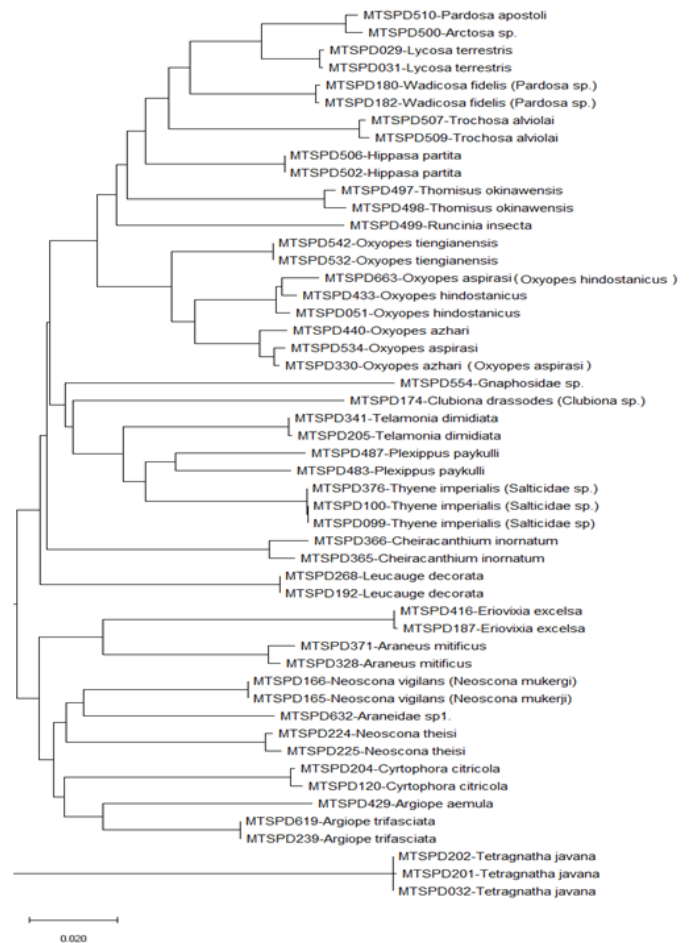 MTSPD510-Pardosa apostoli
MTSPD500-Arctosa sp.
MTSPD029-Lycosa terrestris
MTSPD031-Lycosa terrestris
MTSPD180-Wadicosa fidelis (Pardosa sp.)
MTSPD182-Wadicosa fidelis (Pardosa sp.)
MTSPD507-Trochosa alviolai
MTSPD509-Trochosa alviolai
MTSPD506-Hippasa partita
MTSPD502-Hippasa partita
MTSPD497-Thomisus okinawensis
MTSPD498-Thomisus okinawensis
MTSPD499-Runcinia insecta
MTSPD542-Oxyopes tiengianensis
MTSPD532-Oxyopes tiengianensis
MTSPD663-Oxyopes aspirasi (Oxyopes hindostanicus )
MTSPD433-Oxyopes hindostanicus
MTSPD051-Oxyopes hindostanicus
MTSPD440-Oxyopes azhari
MTSPD534-Oxyopes aspirasi
MTSPD330-Oxyopes azhari ( Oxyopes aspirasi )
MTSPD554-Gnaphosidae sp.
MTSPD174-Clubiona drassodes (Clubiona sp.)
MTSPD341-Telamonia dimidiata
MTSPD205-Telamonia dimidiata
MTSPD487-Plexippus paykulli
MTSPD483-Plexippus paykulli
MTSPD376-Thyene imperialis (Salticidae sp.)
MTSPD100-Thyene imperialis (Salticidae sp.)
MTSPD099-Thyene imperialis (Salticidae sp)
MTSPD366-Cheiracanthium inornatum
MTSPD365-Cheiracanthium inornatum
MTSPD268-Leucauge decorata
MTSPD192-Leucauge decorata
MTSPD416-Eriovixia excelsa
MTSPD187-Eriovixia excelsa
MTSPD371-Araneus mitificus
MTSPD328-Araneus mitificus
MTSPD166-Neoscona vigilans (Neoscona mukergi)
MTSPD165-Neoscona vigilans (Neoscona mukerji)
MTSPD632-Araneidae sp1.
MTSPD224-Neoscona theisi
MTSPD225-Neoscona theisi
MTSPD204-Cyrtophora citricola
MTSPD120-Cyrtophora citricola
MTSPD429-Argiope aemula
MTSPD619-Argiope trifasciata
MTSPD239-Argiope trifasciata
MTSPD202-Tetragnatha javana
MTSPD201-Tetragnatha javana
MTSPD032-Tetragnatha javana
0.020